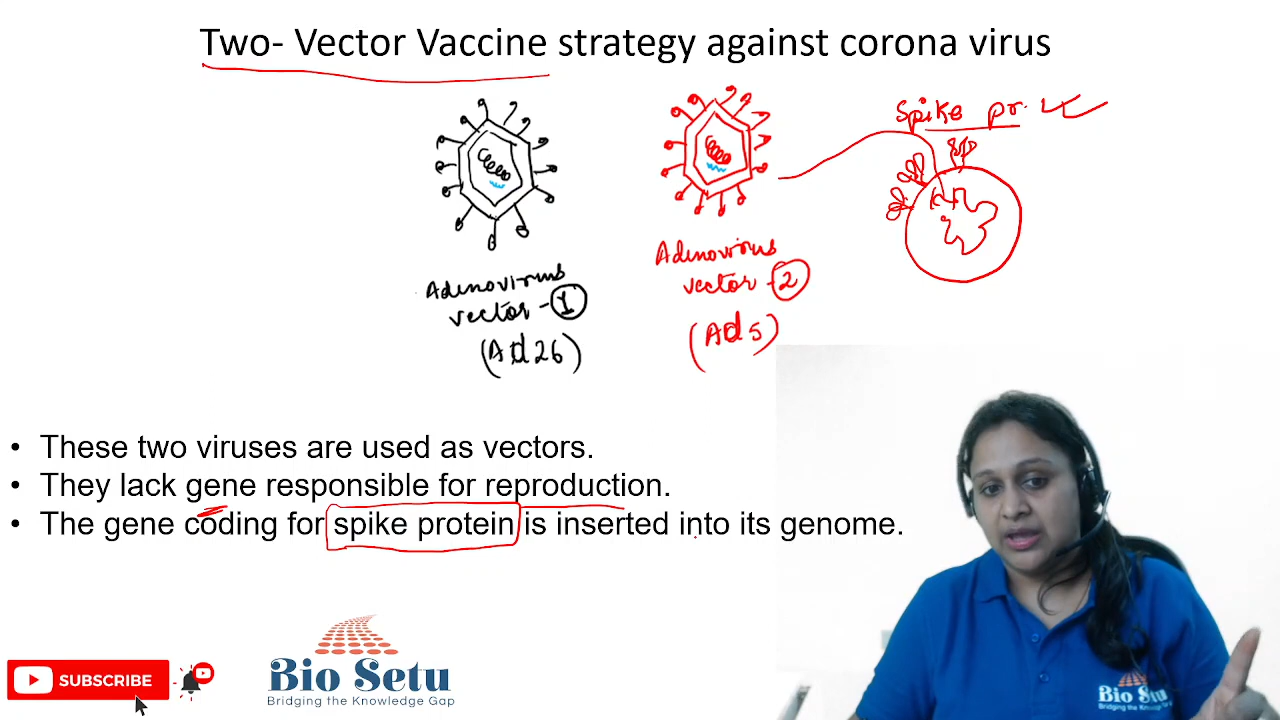 Two- Vector Vaccine strategy against corona virus
Spike pr.
Adenovirus
vector - 1
(Ad 26)
Adenovirus
vector - 2
(Ad 5)
• These two viruses are used as vectors.
• They lack gene responsible for reproduction.
• The gene coding for spike protein is inserted into its genome.
SUBSCRIBE
Bio Setu
Bridging the Knowledge Gap
Bio Setu